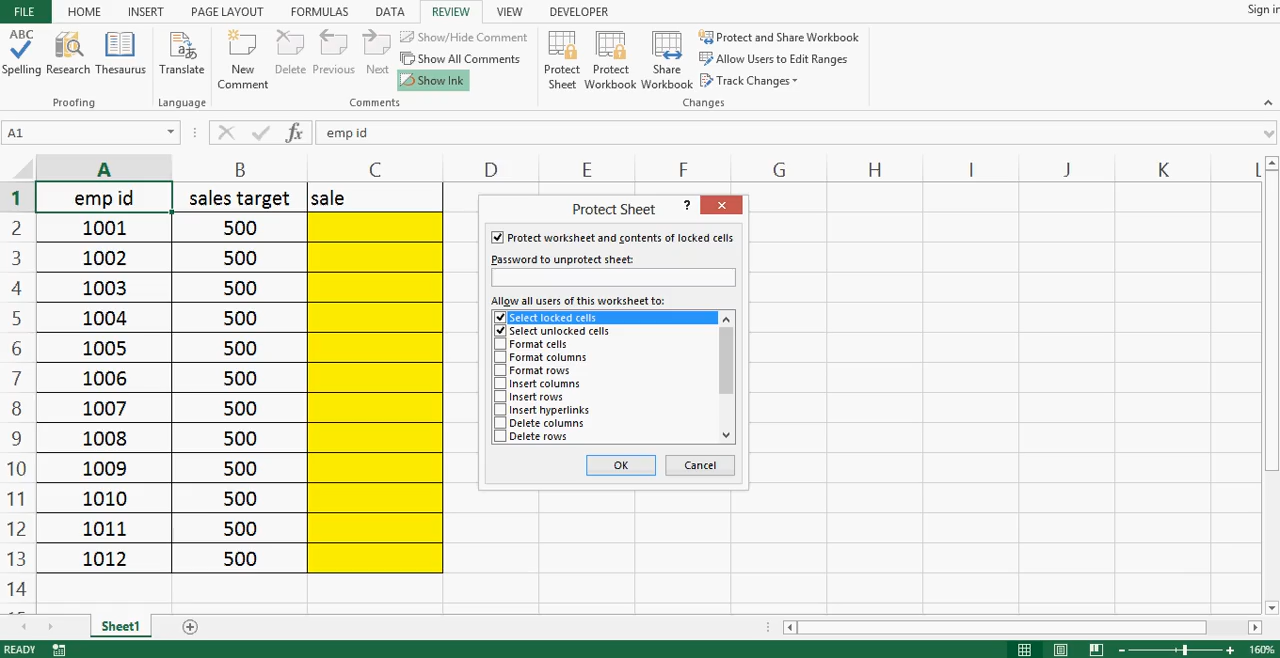 FILE HOME INSERT PAGE LAYOUT FORMULAS DATA REVIEW VIEW DEVELOPER Sign in
ABC
Spelling Research Thesaurus
Proofing
Translate
Language
New
Comment
Delete Previous Next
Show/Hide Comment
Show All Comments
Show Ink
Comments
Protect
Sheet
Protect
Workbook
Share
Workbook
Protect and Share Workbook
Allow Users to Edit Ranges
Track Changes
Changes
A1 fx emp id
A B C D E F G H I J K L
1 emp id sales target sale
2 1001 500
3 1002 500
4 1003 500
5 1004 500
6 1005 500
7 1006 500
8 1007 500
9 1008 500
10 1009 500
11 1010 500
12 1011 500
13 1012 500
14
Protect Sheet ?
Protect worksheet and contents of locked cells
Password to unprotect sheet:
Allow all users of this worksheet to:
Select locked cells
Select unlocked cells
Format cells
Format columns
Format rows
Insert columns
Insert rows
Insert hyperlinks
Delete columns
Delete rows
OK Cancel
Sheet1
READY 160%